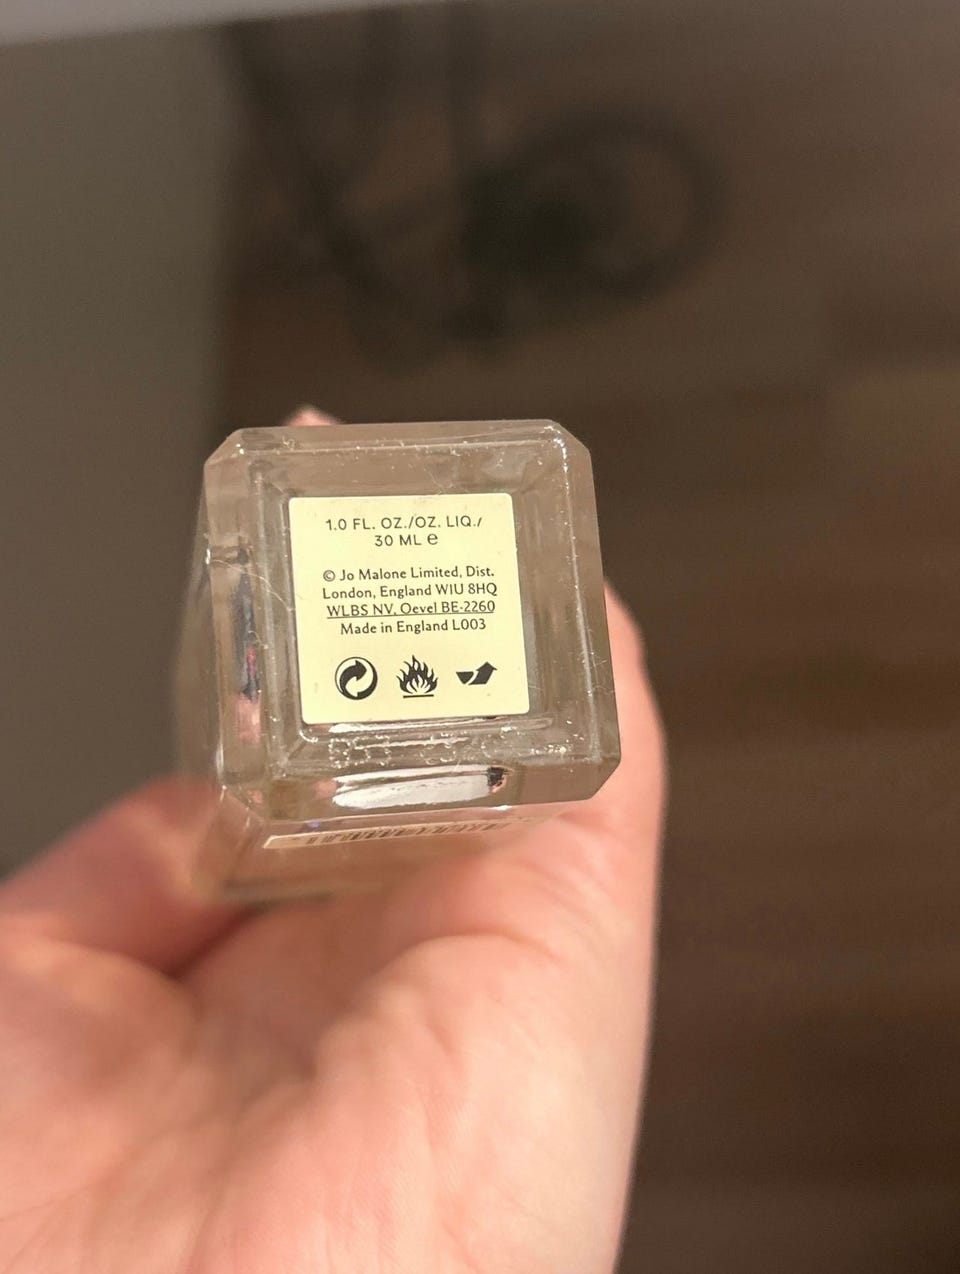 1.0 FL. OZ./OZ. LIQ./
30 ML ℮
© Jo Malone Limited, Dist.
London, England W1U 8HQ
WLBS NV, Oevel BE-2260
Made in England L003